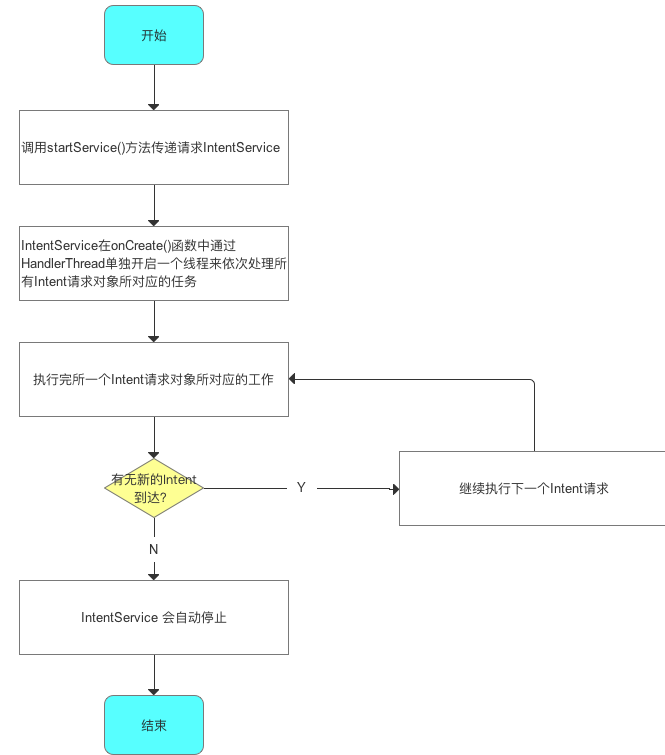 开始
调用startService()方法传递请求IntentService
IntentService在onCreate()函数中通过
HandlerThread单独开启一个线程来依次处理所
有Intent请求对象所对应的任务
执行完所一个Intent请求对象所对应的工作
有无新的Intent
到达?
Y
继续执行下一个Intent请求
N
IntentService 会自动停止
结束